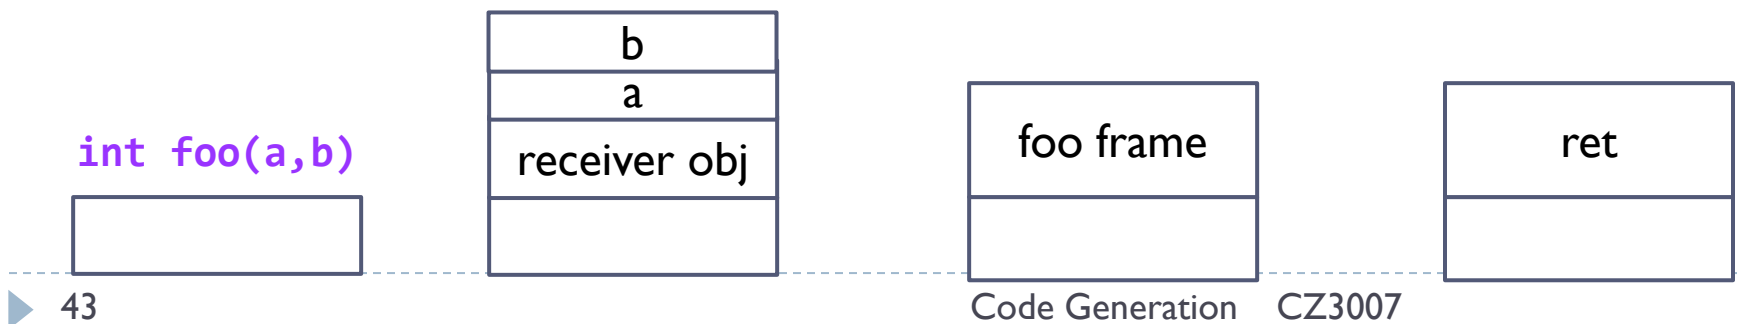 b
a
int foo(a,b)
receiver obj
foo frame
ret
43
Code Generation CZ3007